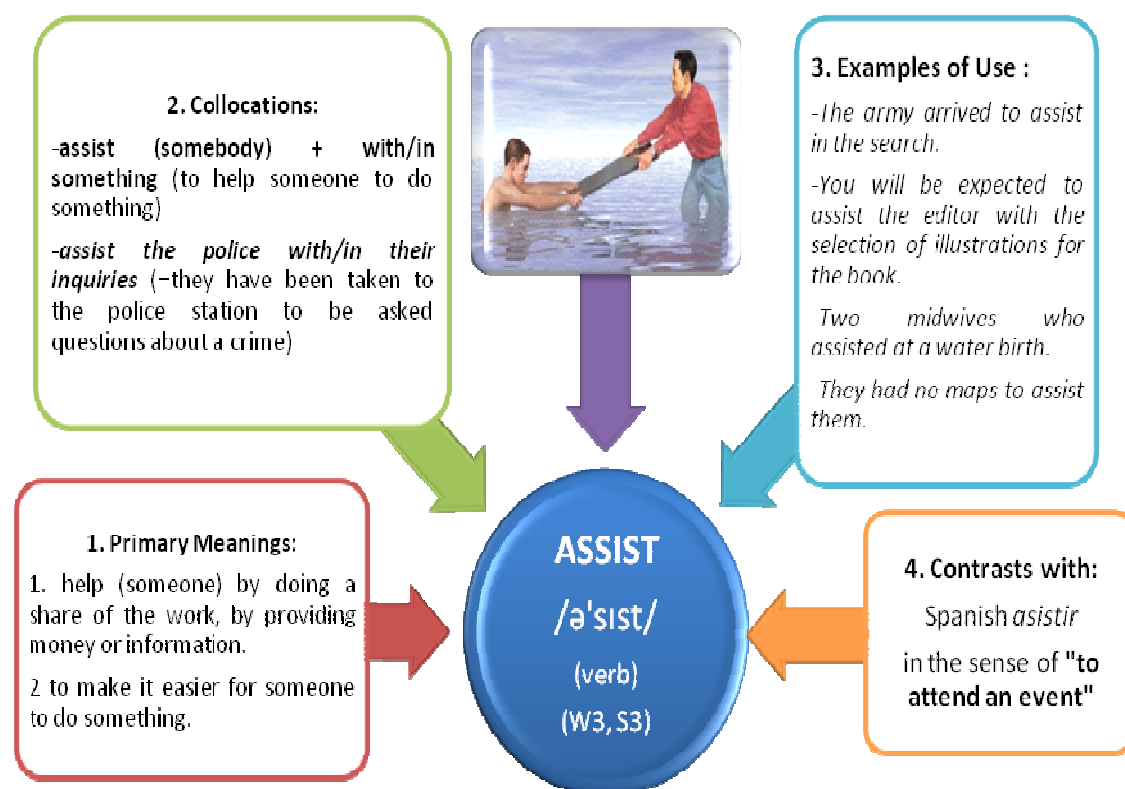 2. Collocations:
-assist (somebody) + with/in
something (to help someone to do
something)
-assist the police with/in their
inquiries (=they have been taken to
the police station to be asked
questions about a crime)
3. Examples of Use :
-The army arrived to assist
in the search.
-You will be expected to
assist the editor with the
selection of illustrations for
the book.
Two midwives who
assisted at a water birth.
They had no maps to assist
them.
1. Primary Meanings:
1. help (someone) by doing a
share of the work, by providing
money or information.
2 to make it easier for someone
to do something.
ASSIST
/ə'sɪst/
(verb)
(W3, S3)
4. Contrasts with:
Spanish asistir
in the sense of "to
attend an event"